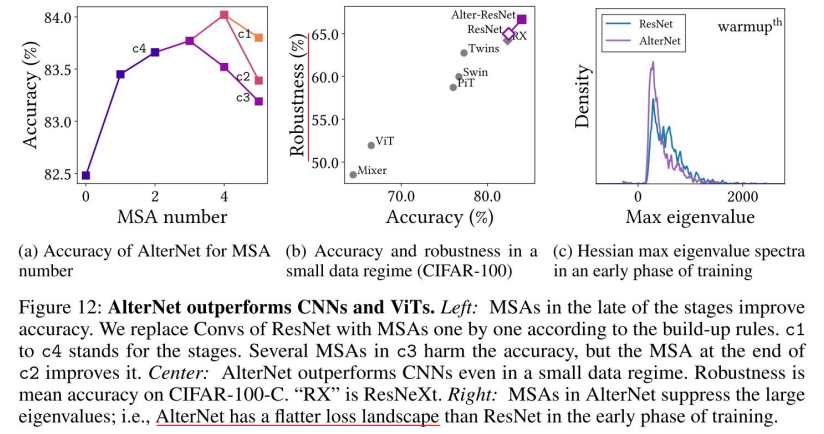 84.0
83.5
83.0
82.5
Accuracy (%)
c4
c1
c2
c3
0 2 4
MSA number
65.0
60.0
55.0
50.0
Robustness (%)
Alter-ResNet
ResNet
RX
Twins
Swin
PiT
ViT
Mixer
70.0 80.0
Accuracy (%)
ResNet
AlterNet
warmupth
Density
0 2000
Max eigenvalue
(a) Accuracy of AlterNet for MSA
number
(b) Accuracy and robustness in a
small data regime (CIFAR-100)
(c) Hessian max eigenvalue spectra
in an early phase of training
Figure 12: AlterNet outperforms CNNs and ViTs. Left: MSAs in the late of the stages improve
accuracy. We replace Convs of ResNet with MSAs one by one according to the build-up rules. c1
to c4 stands for the stages. Several MSAs in c3 harm the accuracy, but the MSA at the end of
c2 improves it. Center: AlterNet outperforms CNNs even in a small data regime. Robustness is
mean accuracy on CIFAR-100-C. “RX” is ResNeXt. Right: MSAs in AlterNet suppress the large
eigenvalues; i.e., AlterNet has a flatter loss landscape than ResNet in the early phase of training.